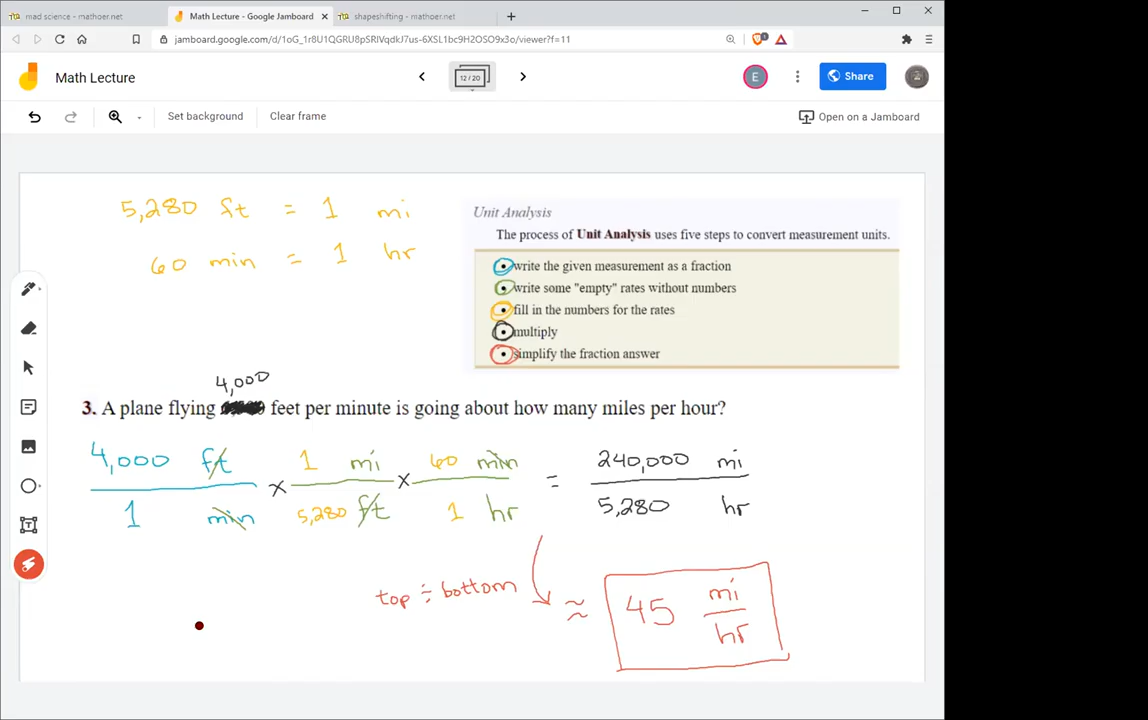 mad science - mathoer.net
Math Lecture - Google Jamboard
shapeshifting - mathoer.net
jamboard.google.com/d/1oG_1r8U1QGRU8pSRlVqdkJ7us-6XSL1bc9H2OSO9x3o/viewer?f=11
Math Lecture
12 / 20
E
Share
Set background
Clear frame
Open on a Jamboard
5,280 ft = 1 mi
60 min = 1 hr
Unit Analysis
The process of Unit Analysis uses five steps to convert measurement units.
• write the given measurement as a fraction
• write some "empty" rates without numbers
• fill in the numbers for the rates
• multiply
• simplify the fraction answer
4,000
3. A plane flying feet per minute is going about how many miles per hour?
4,000 ft 1 mi 60 min 240,000 mi
× × =
1 min 5,280 ft 1 hr 5,280 hr
top ÷ bottom ≈ 45 mi
hr